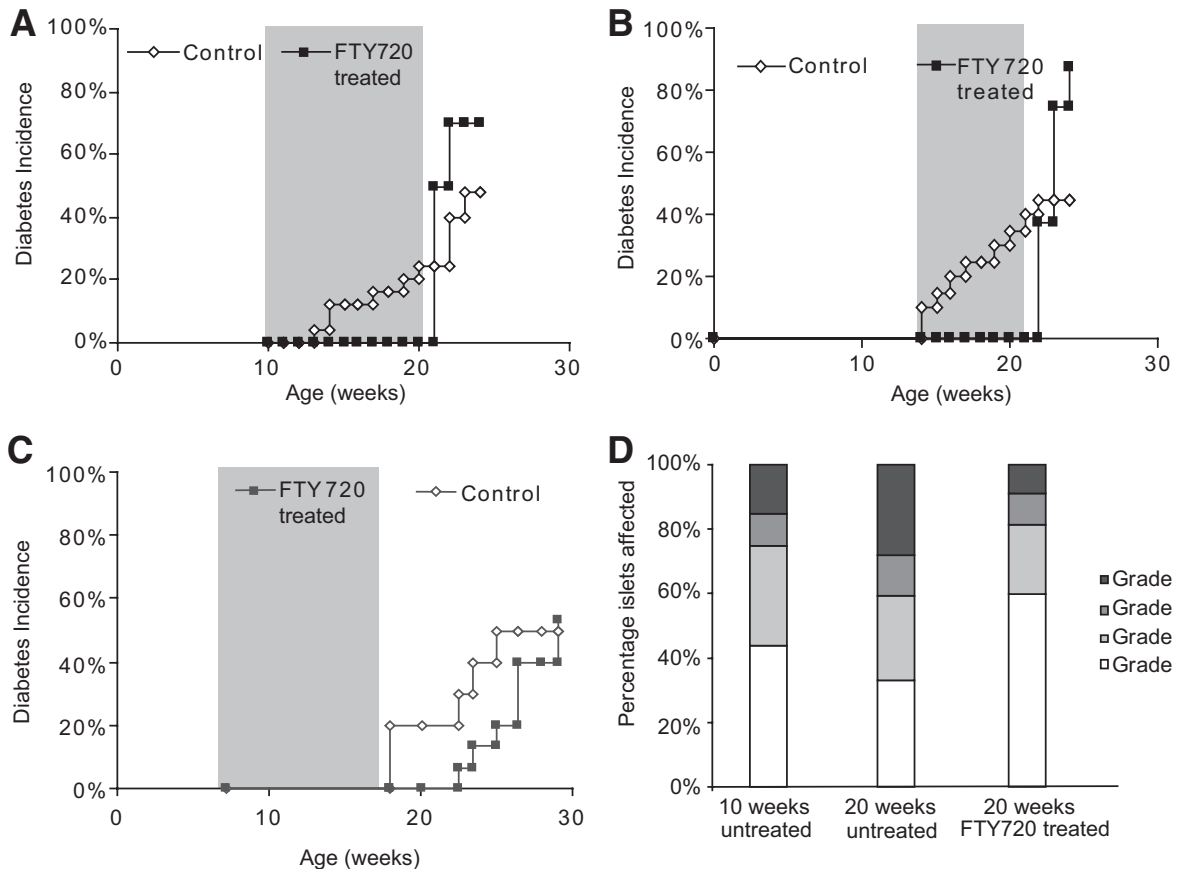 A
100%
80%
60%
40%
20%
0%
Diabetes Incidence
Control
FTY720
treated
0
10
20
30
Age (weeks)
B
100%
80%
60%
40%
20%
0%
Diabetes Incidence
Control
FTY720
treated
0
10
20
30
Age (weeks)
C
100%
80%
60%
40%
20%
0%
Diabetes Incidence
FTY720
treated
Control
0
10
20
30
Age (weeks)
D
100%
80%
60%
40%
20%
0%
Percentage islets affected
10 weeks
untreated
20 weeks
untreated
20 weeks
FTY720 treated
Grade
Grade
Grade
Grade